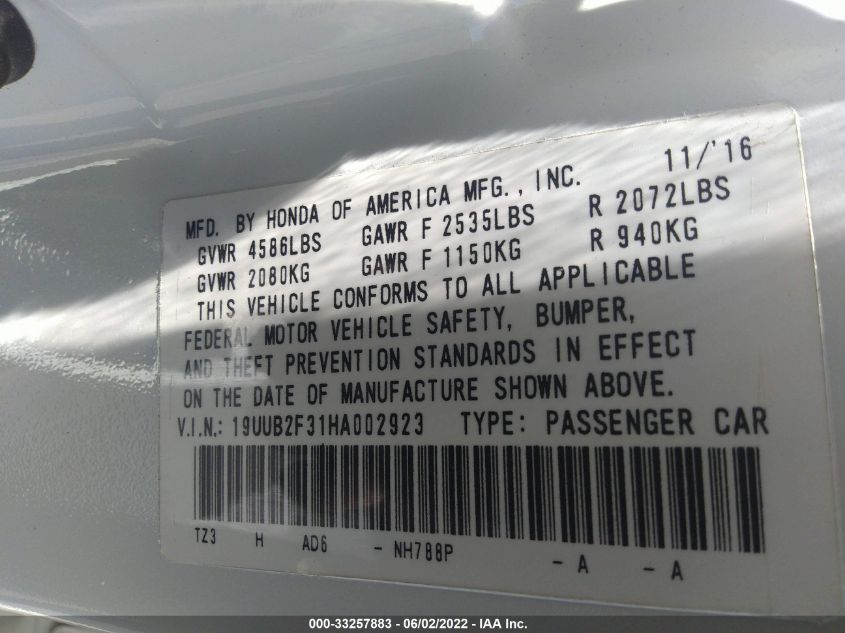 11/'16
MFD. BY HONDA OF AMERICA MFG., INC.
GVWR 4586LBS GAWR F 2535LBS R 2072LBS
GVWR 2080KG GAWR F 1150KG R 940KG
THIS VEHICLE CONFORMS TO ALL APPLICABLE
FEDERAL MOTOR VEHICLE SAFETY, BUMPER,
AND THEFT PREVENTION STANDARDS IN EFFECT
ON THE DATE OF MANUFACTURE SHOWN ABOVE.
V.I.N.: 19UUB2F31HA002923 TYPE: PASSENGER CAR
TZ3 H AD6 - NH788P - A - A
000-33257883 - 06/02/2022 - IAA Inc.